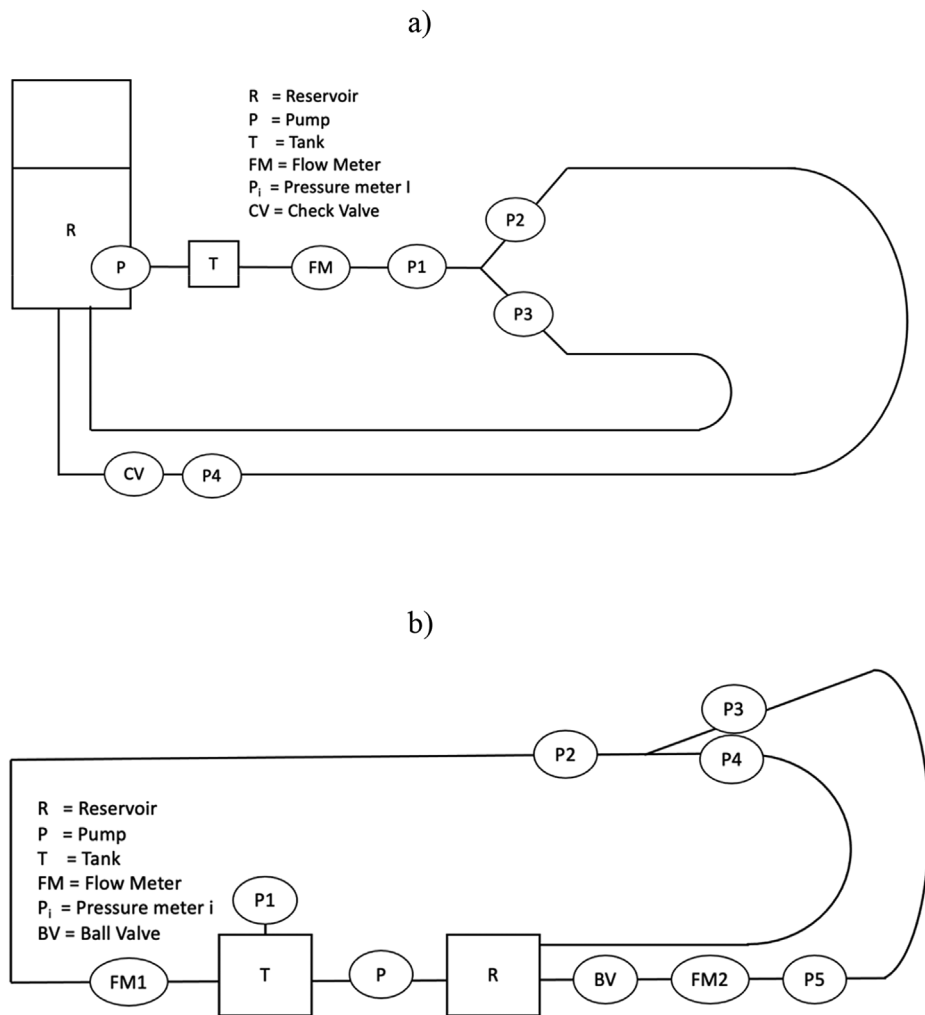 a)
R = Reservoir
P = Pump
T = Tank
FM = Flow Meter
Pi = Pressure meter I
CV = Check Valve
R
P
T
FM
P1
P2
P3
CV
P4
b)
P3
P2
P4
R = Reservoir
P = Pump
T = Tank
FM = Flow Meter
Pi = Pressure meter i
BV = Ball Valve
P1
FM1
T
P
R
BV
FM2
P5